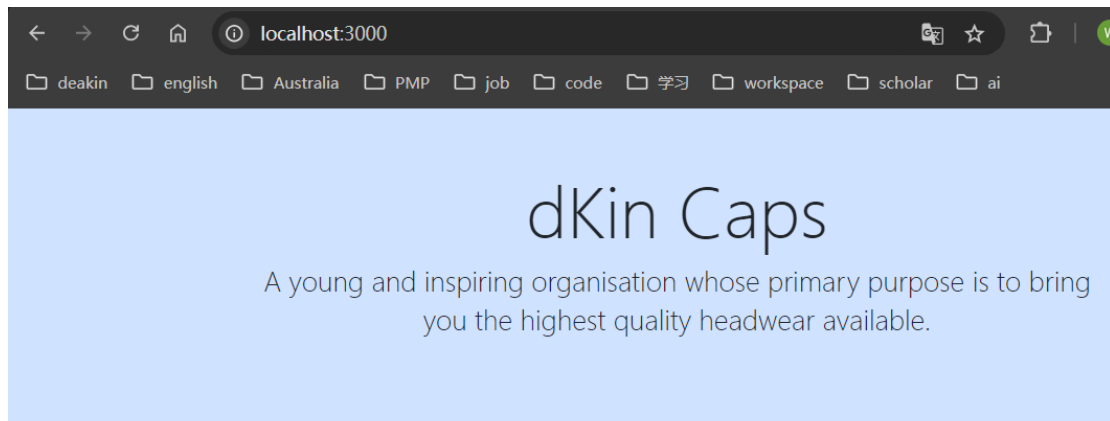 localhost:3000
deakin english Australia PMP job code 学习 workspace scholar ai
dKin Caps
A young and inspiring organisation whose primary purpose is to bring
you the highest quality headwear available.